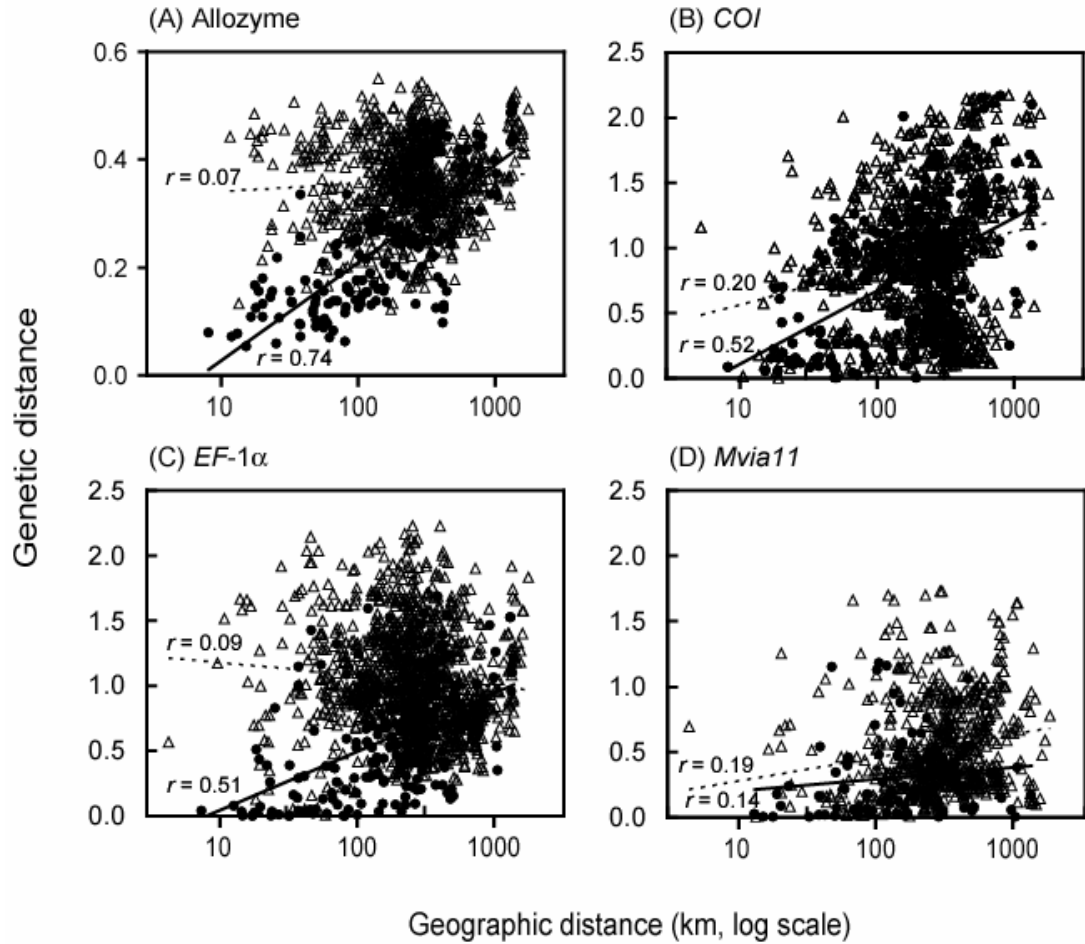 (A) Allozyme
0.6
0.4
0.2
0.0
r = 0.07
r = 0.74
10 100 1000
(B) COI
2.5
2.0
1.5
1.0
0.5
0.0
r = 0.20
r = 0.52
10 100 1000
Genetic distance
(C) EF-1α
2.5
2.0
1.5
1.0
0.5
0.0
r = 0.09
r = 0.51
10 100 1000
(D) Mvia11
2.5
2.0
1.5
1.0
0.5
0.0
r = 0.19
r = 0.14
10 100 1000
Geographic distance (km, log scale)